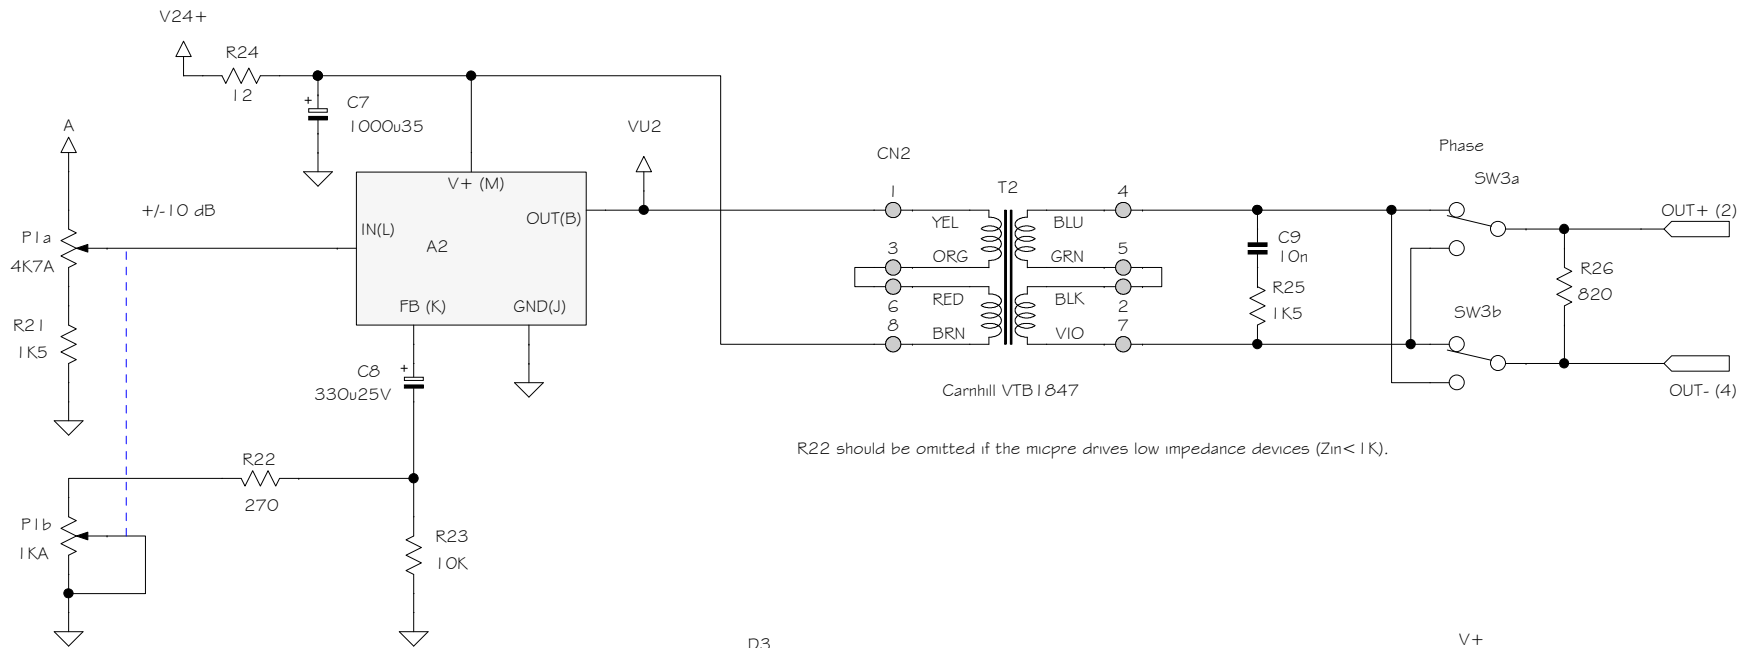 V24+
R24
12
C7
1000u35
A
VU2
CN2
Phase
SW3a
V+ (M)
T2
1
4
+/-10 dB
OUT(B)
YEL
BLU
OUT+ (2)
IN(L)
P1a
4K7A
A2
3
ORG
GRN
5
C9
10n
R26
820
FB (K)
GND(J)
6
RED
BLK
2
R25
1K5
R21
1K5
8
BRN
VIO
7
SW3b
C8
330u25V
Carnhill VTB1847
OUT- (4)
R22 should be omitted if the micpre drives low impedance devices (Zin<1K).
R22
270
P1b
1KA
R23
10K
D3
V+